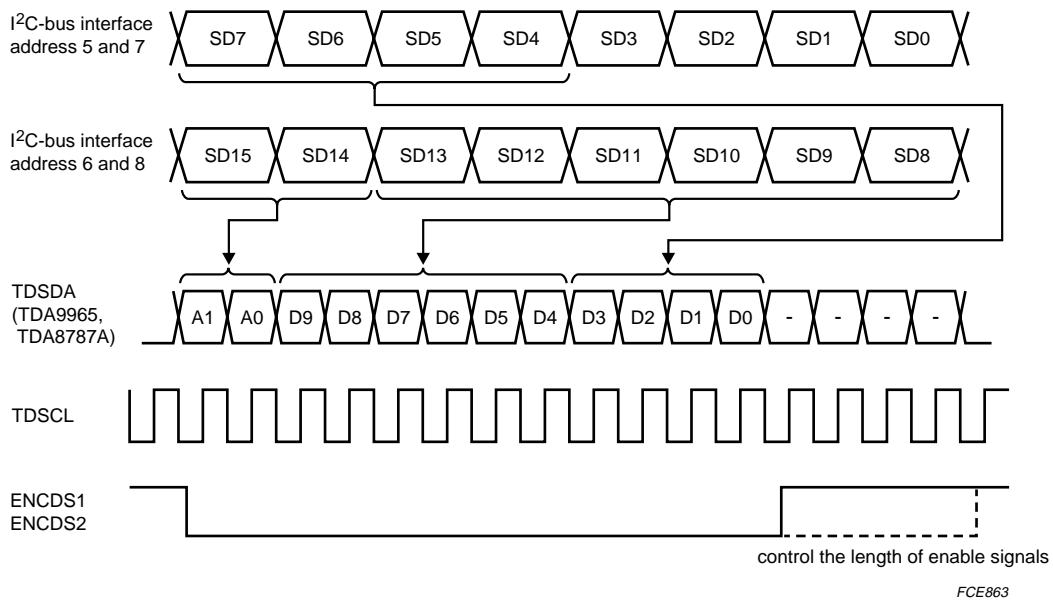 I²C-bus interface
address 5 and 7
SD7 SD6 SD5 SD4 SD3 SD2 SD1 SD0
I²C-bus interface
address 6 and 8
SD15 SD14 SD13 SD12 SD11 SD10 SD9 SD8
TDSDA
(TDA9965,
TDA8787A)
A1 A0 D9 D8 D7 D6 D5 D4 D3 D2 D1 D0 - - - -
TDSCL
ENCDS1
ENCDS2
control the length of enable signals
FCE863